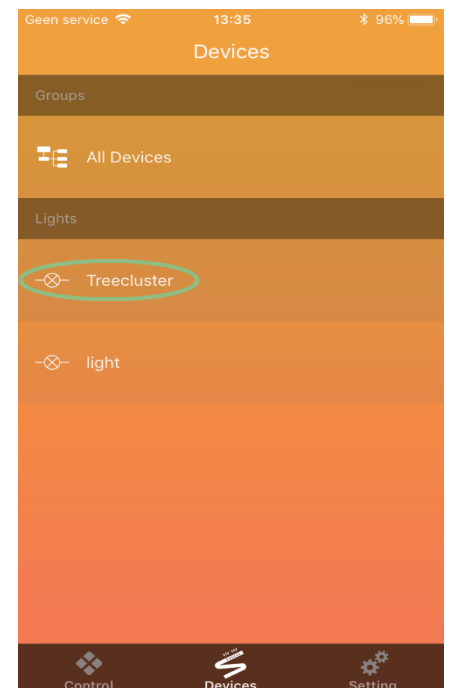 Geen service 13:35 96%
Devices
Groups
All Devices
Lights
Treecluster
light
Control Devices Setting